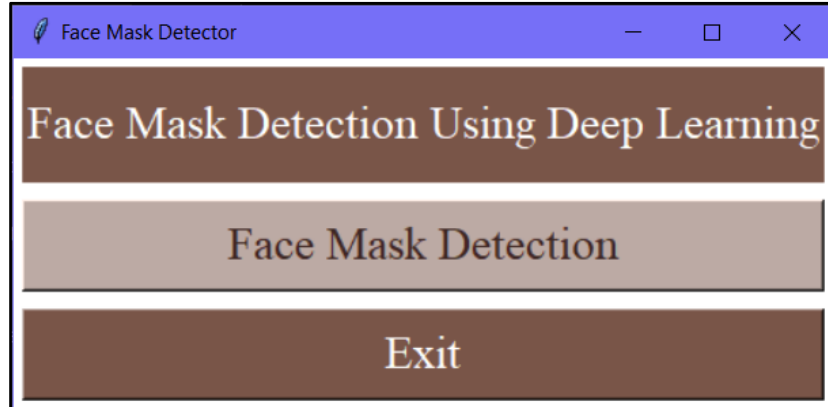 Face Mask Detector
Face Mask Detection Using Deep Learning
Face Mask Detection
Exit